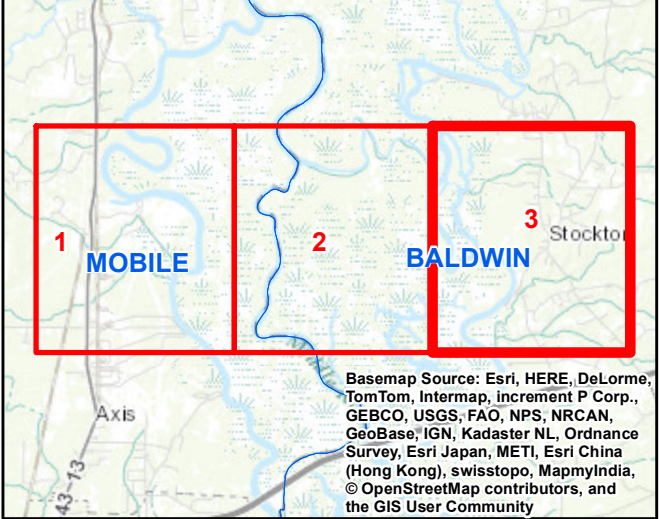 3
Stockton
1
2
MOBILE
BALDWIN
Axis
43-13
Basemap Source: Esri, HERE, DeLorme,
TomTom, Intermap, increment P Corp.,
GEBCO, USGS, FAO, NPS, NRCAN,
GeoBase, IGN, Kadaster NL, Ordnance
Survey, Esri Japan, METI, Esri China
(Hong Kong), swisstopo, MapmyIndia,
© OpenStreetMap contributors, and
the GIS User Community